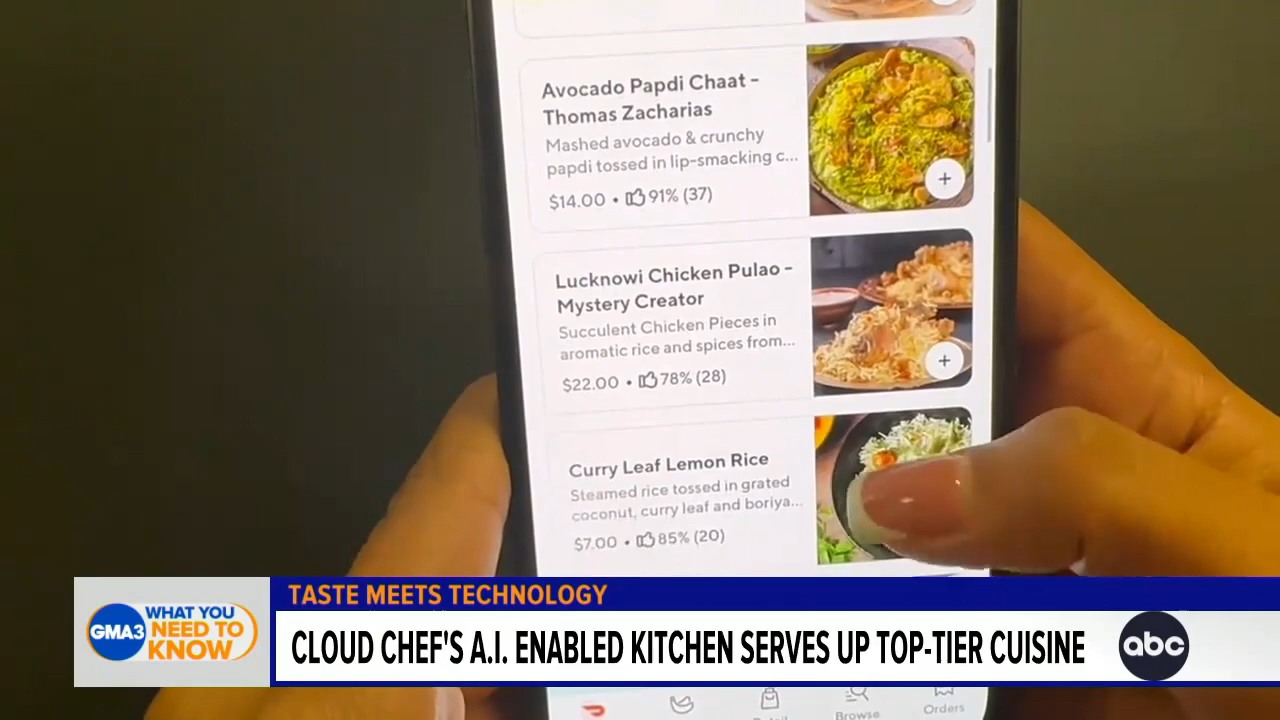 Avocado Papdi Chaat -
Thomas Zacharias
Mashed avocado & crunchy
papdi tossed in lip-smacking c...
$14.00 • 91% (37)
+
Lucknowi Chicken Pulao -
Mystery Creator
Succulent Chicken Pieces in
aromatic rice and spices from...
$22.00 • 78% (28)
+
Curry Leaf Lemon Rice
Steamed rice tossed in grated
coconut, curry leaf and boriya...
$7.00 • 85% (20)
TASTE MEETS TECHNOLOGY
GMA3
WHAT YOU
NEED TO
KNOW
CLOUD CHEF'S A.I. ENABLED KITCHEN SERVES UP TOP-TIER CUISINE
abc
Browse
Orders